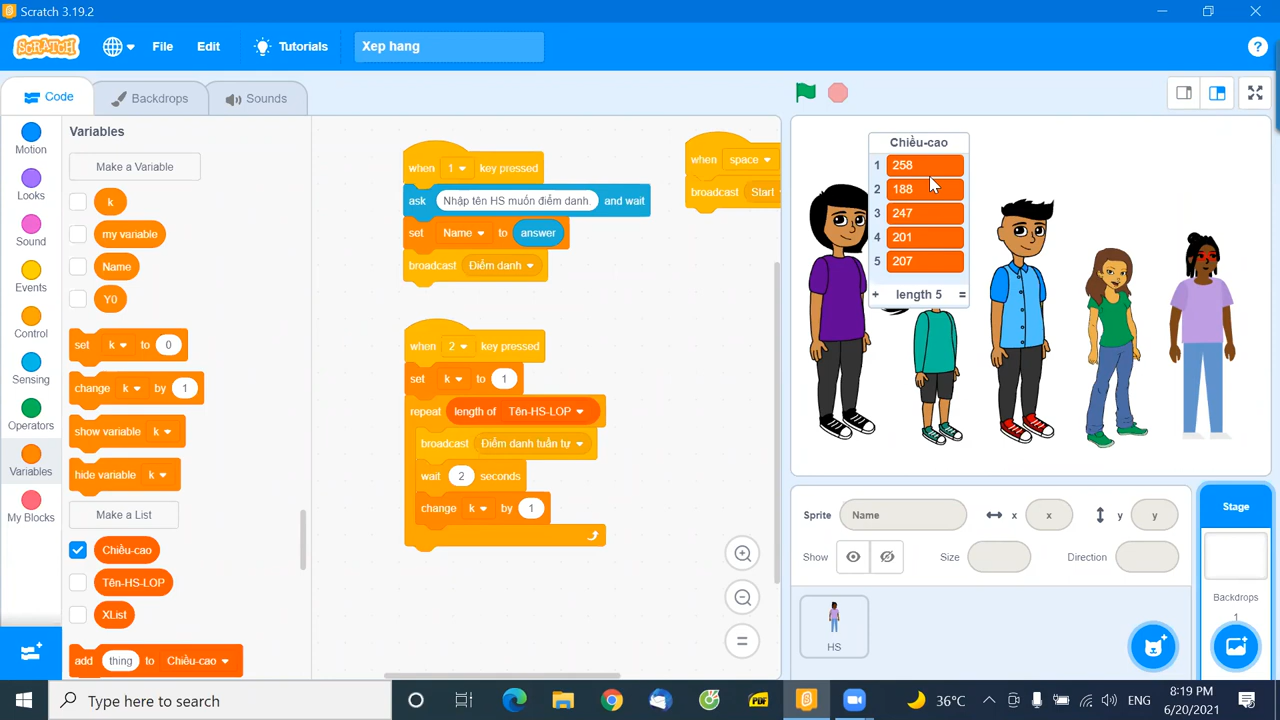 Scratch 3.19.2
SCRATCH
File
Edit
Tutorials
Xep hang
?
Code
Backdrops
Sounds
Motion
Looks
Sound
Events
Control
Sensing
Operators
Variables
My Blocks
Variables
Make a Variable
k
my variable
Name
Y0
set k to 0
change k by 1
show variable k
hide variable k
Make a List
Chiều-cao
Tên-HS-LOP
XList
add thing to Chiều-cao
when 1 key pressed
ask Nhập tên HS muốn điểm danh and wait
set Name to answer
broadcast Điểm danh
when 2 key pressed
set k to 1
repeat length of Tên-HS-LOP
broadcast Điểm danh tuần tự
wait 2 seconds
change k by 1
when space
broadcast Start
Chiều-cao
1 258
2 188
3 247
4 201
5 207
+ length 5 =
Sprite Name x x y y
Show Size Direction
HS
Stage
Backdrops
1
Type here to search
PDF
36°C
ENG
8:19 PM
6/20/2021